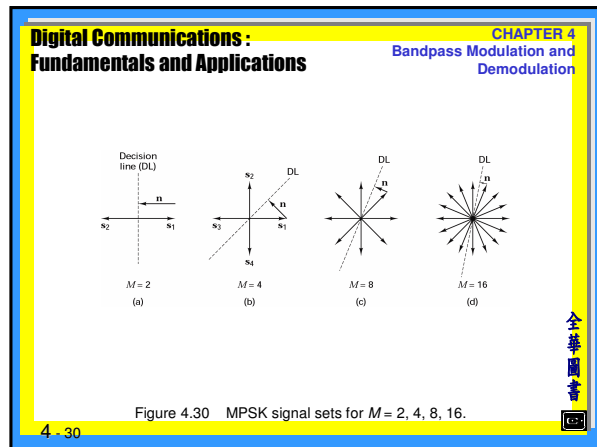 Digital Communications :
Fundamentals and Applications
CHAPTER 4
Bandpass Modulation and
Demodulation
Decision
line (DL)
n
s2
s1
M = 2
(a)
s2
DL
n
s3
s1
s4
M = 4
(b)
DL
n
M = 8
(c)
DL
n
M = 16
(d)
全華圖書
Figure 4.30 MPSK signal sets for M = 2, 4, 8, 16.
4 - 30